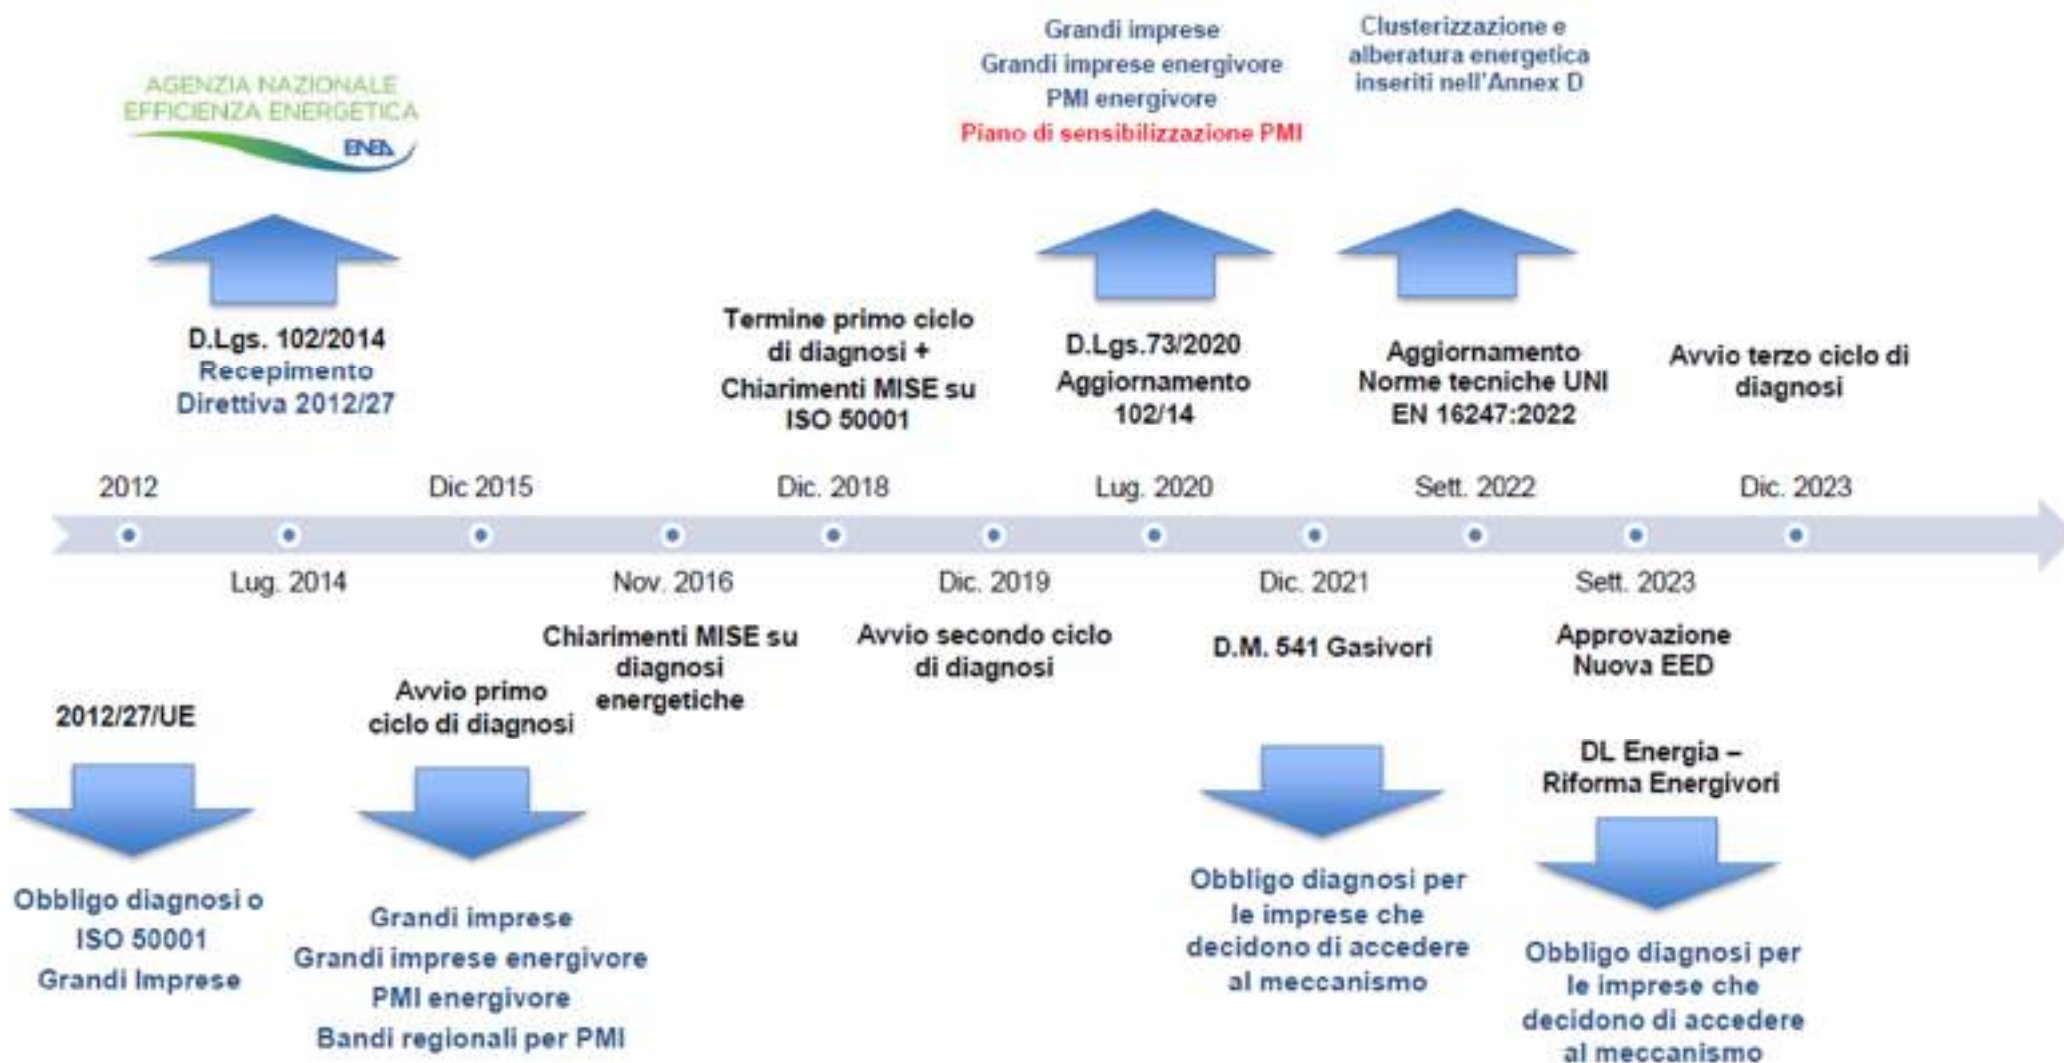 AGENZIA NAZIONALE
EFFICIENZA ENERGETICA
ENEA
Grandi imprese
Grandi imprese energivore
PMI energivore
Piano di sensibilizzazione PMI
Clusterizzazione e
alberatura energetica
inseriti nell'Annex D
D.Lgs. 102/2014
Recepimento
Direttiva 2012/27
Termine primo ciclo
di diagnosi +
Chiarimenti MISE su
ISO 50001
D.Lgs.73/2020
Aggiornamento
102/14
Aggiornamento
Norme tecniche UNI
EN 16247:2022
Avvio terzo ciclo di
diagnosi
2012
Dic 2015
Dic. 2018
Lug. 2020
Sett. 2022
Dic. 2023
Lug. 2014
Nov. 2016
Dic. 2019
Dic. 2021
Sett. 2023
2012/27/UE
Avvio primo
ciclo di diagnosi
Chiarimenti MISE su
diagnosi
energetiche
Avvio secondo ciclo
di diagnosi
D.M. 541 Gasivori
Approvazione
Nuova EED
DL Energia –
Riforma Energivori
Obbligo diagnosi o
ISO 50001
Grandi Imprese
Grandi imprese
Grandi imprese energivore
PMI energivore
Bandi regionali per PMI
Obbligo diagnosi per
le imprese che
decidono di accedere
al meccanismo
Obbligo diagnosi per
le imprese che
decidono di accedere
al meccanismo